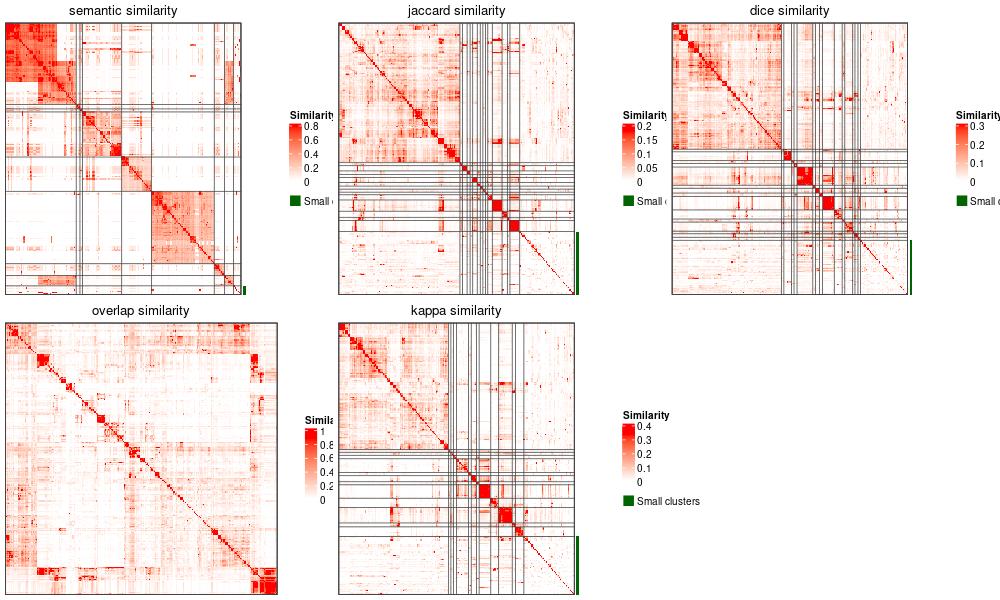 semantic similarity
Similarity
0.8
0.6
0.4
0.2
0
Small
jaccard similarity
Similarity
0.2
0.15
0.1
0.05
0
Small
dice similarity
Similarity
0.3
0.2
0.1
0
Small
overlap similarity
Simila
1
0.8
0.6
0.4
0.2
0
kappa similarity
Similarity
0.4
0.3
0.2
0.1
0
Small clusters